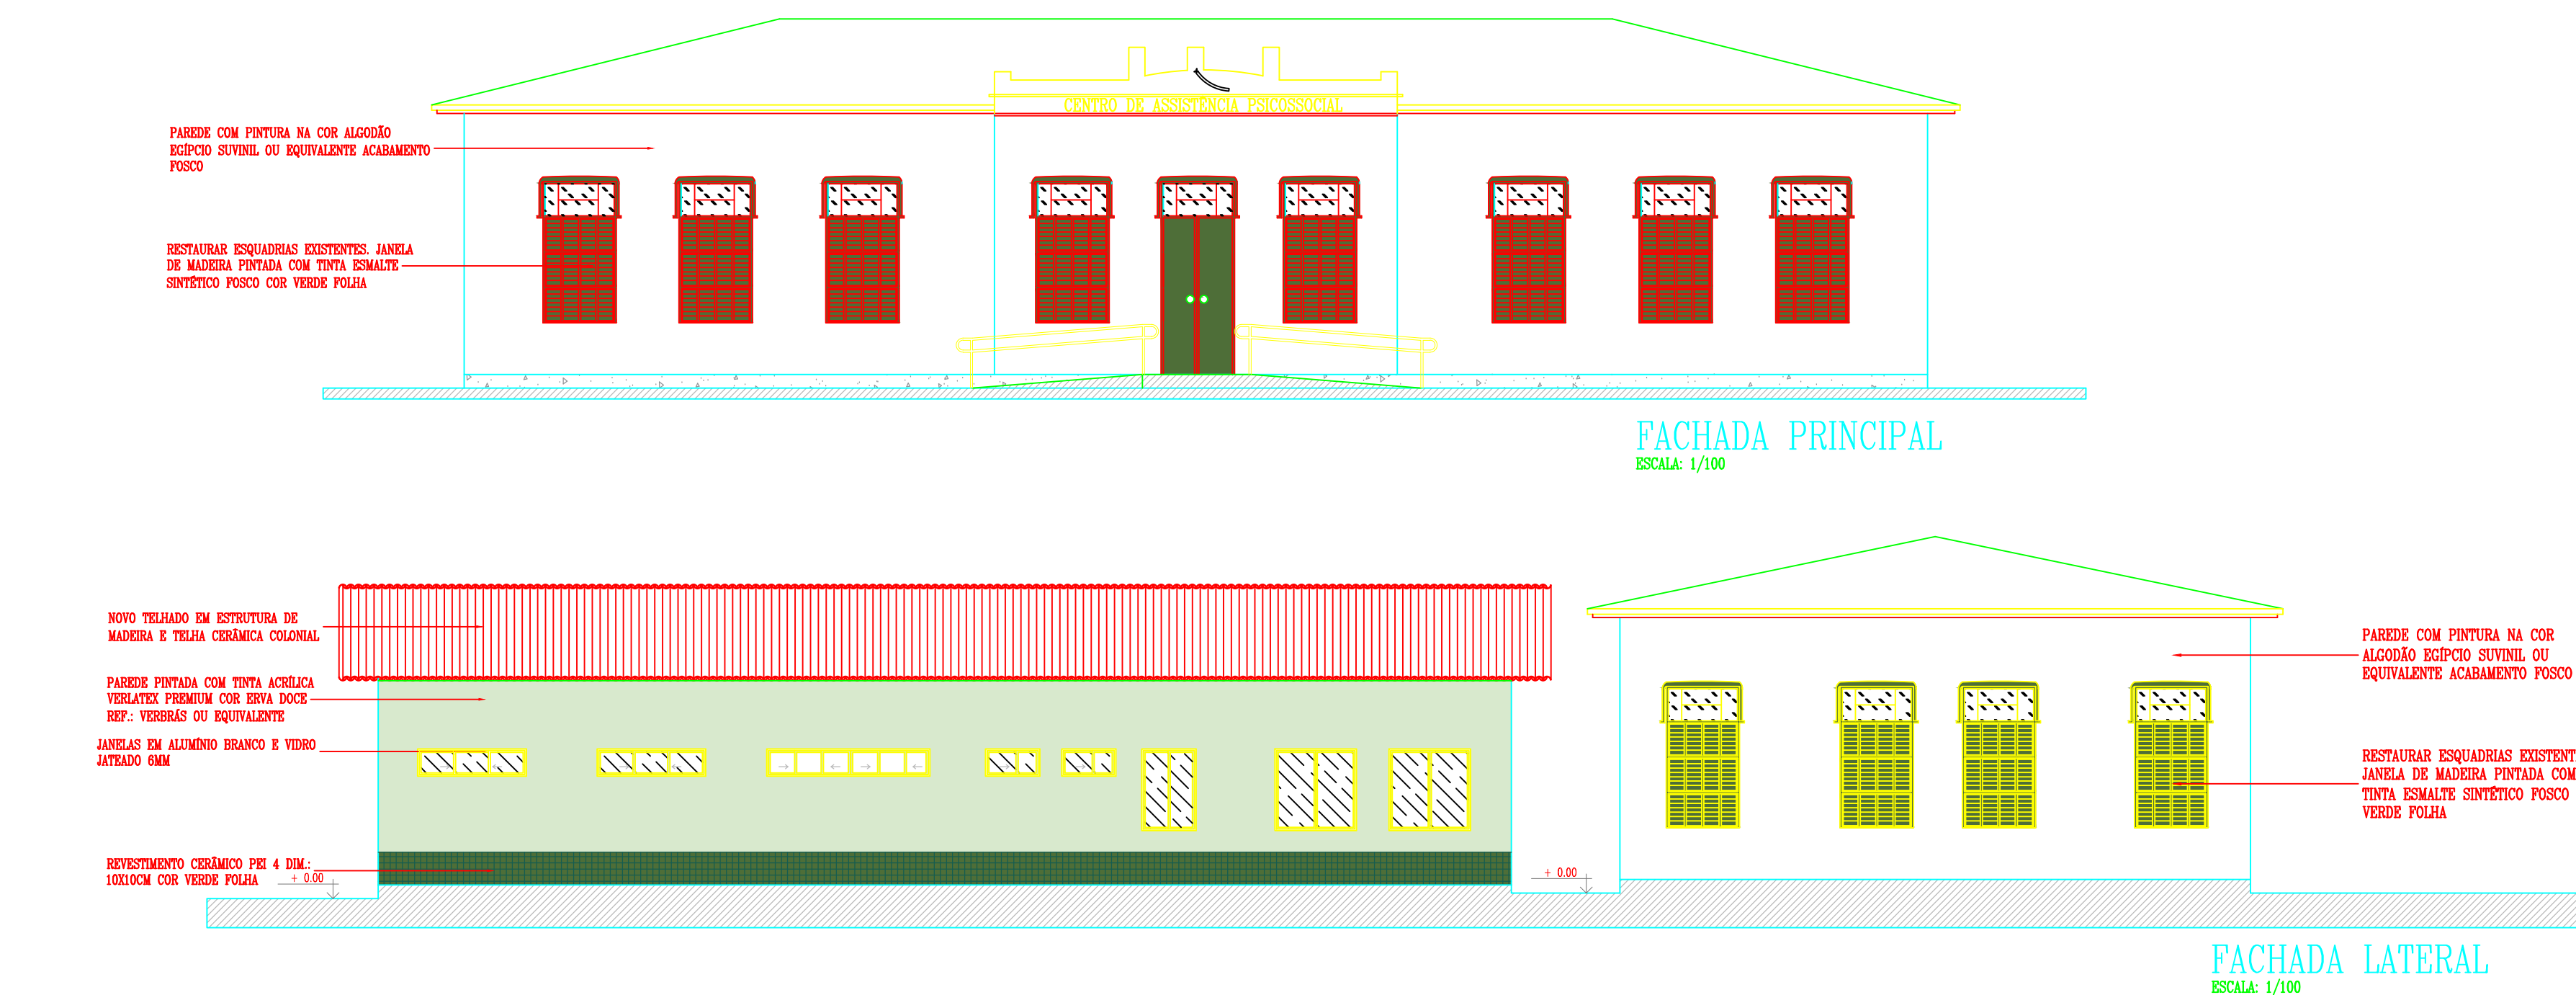 CENTRO DE ASSISTENCIA PSICOSSOCIAL
PAREDE COM PINTURA NA COR ALGODÃO
EGÍPCIO SUVINIL OU EQUIVALENTE ACABAMENTO
FOSCO
RESTAURAR ESQUADRIAS EXISTENTES. JANELA
DE MADEIRA PINTADA COM TINTA ESMALTE
SINTÉTICO FOSCO COR VERDE FOLHA
FACHADA PRINCIPAL
ESCALA: 1/100
NOVO TELHADO EM ESTRUTURA DE
MADEIRA E TELHA CERÂMICA COLONIAL
PAREDE PINTADA COM TINTA ACRÍLICA
VERLATEX PREMIUM COR ERVA DOCE
REF.: VERBRÁS OU EQUIVALENTE
JANELAS EM ALUMÍNIO BRANCO E VIDRO
JATEADO 6MM
REVESTIMENTO CERÂMICO PEI 4 DIM.:
10X10CM COR VERDE FOLHA
+ 0.00
+ 0.00
PAREDE COM PINTURA NA COR
ALGODÃO EGÍPCIO SUVINIL OU
EQUIVALENTE ACABAMENTO FOSCO
RESTAURAR ESQUADRIAS EXISTENT
JANELA DE MADEIRA PINTADA COM
TINTA ESMALTE SINTÉTICO FOSCO
VERDE FOLHA
FACHADA LATERAL
ESCALA: 1/100